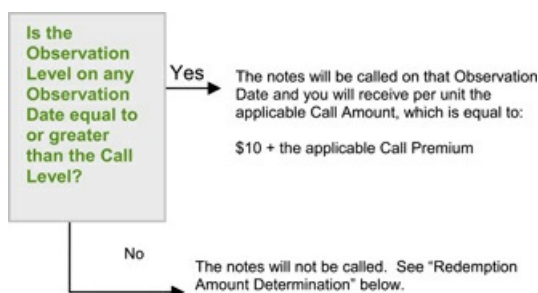 Is the
Observation
Level on any
Observation
Date equal to
or greater
than the Call
Level?
Yes
The notes will be called on that Observation
Date and you will receive per unit the
applicable Call Amount, which is equal to:
$10 + the applicable Call Premium
No
The notes will not be called. See “Redemption
Amount Determination” below.